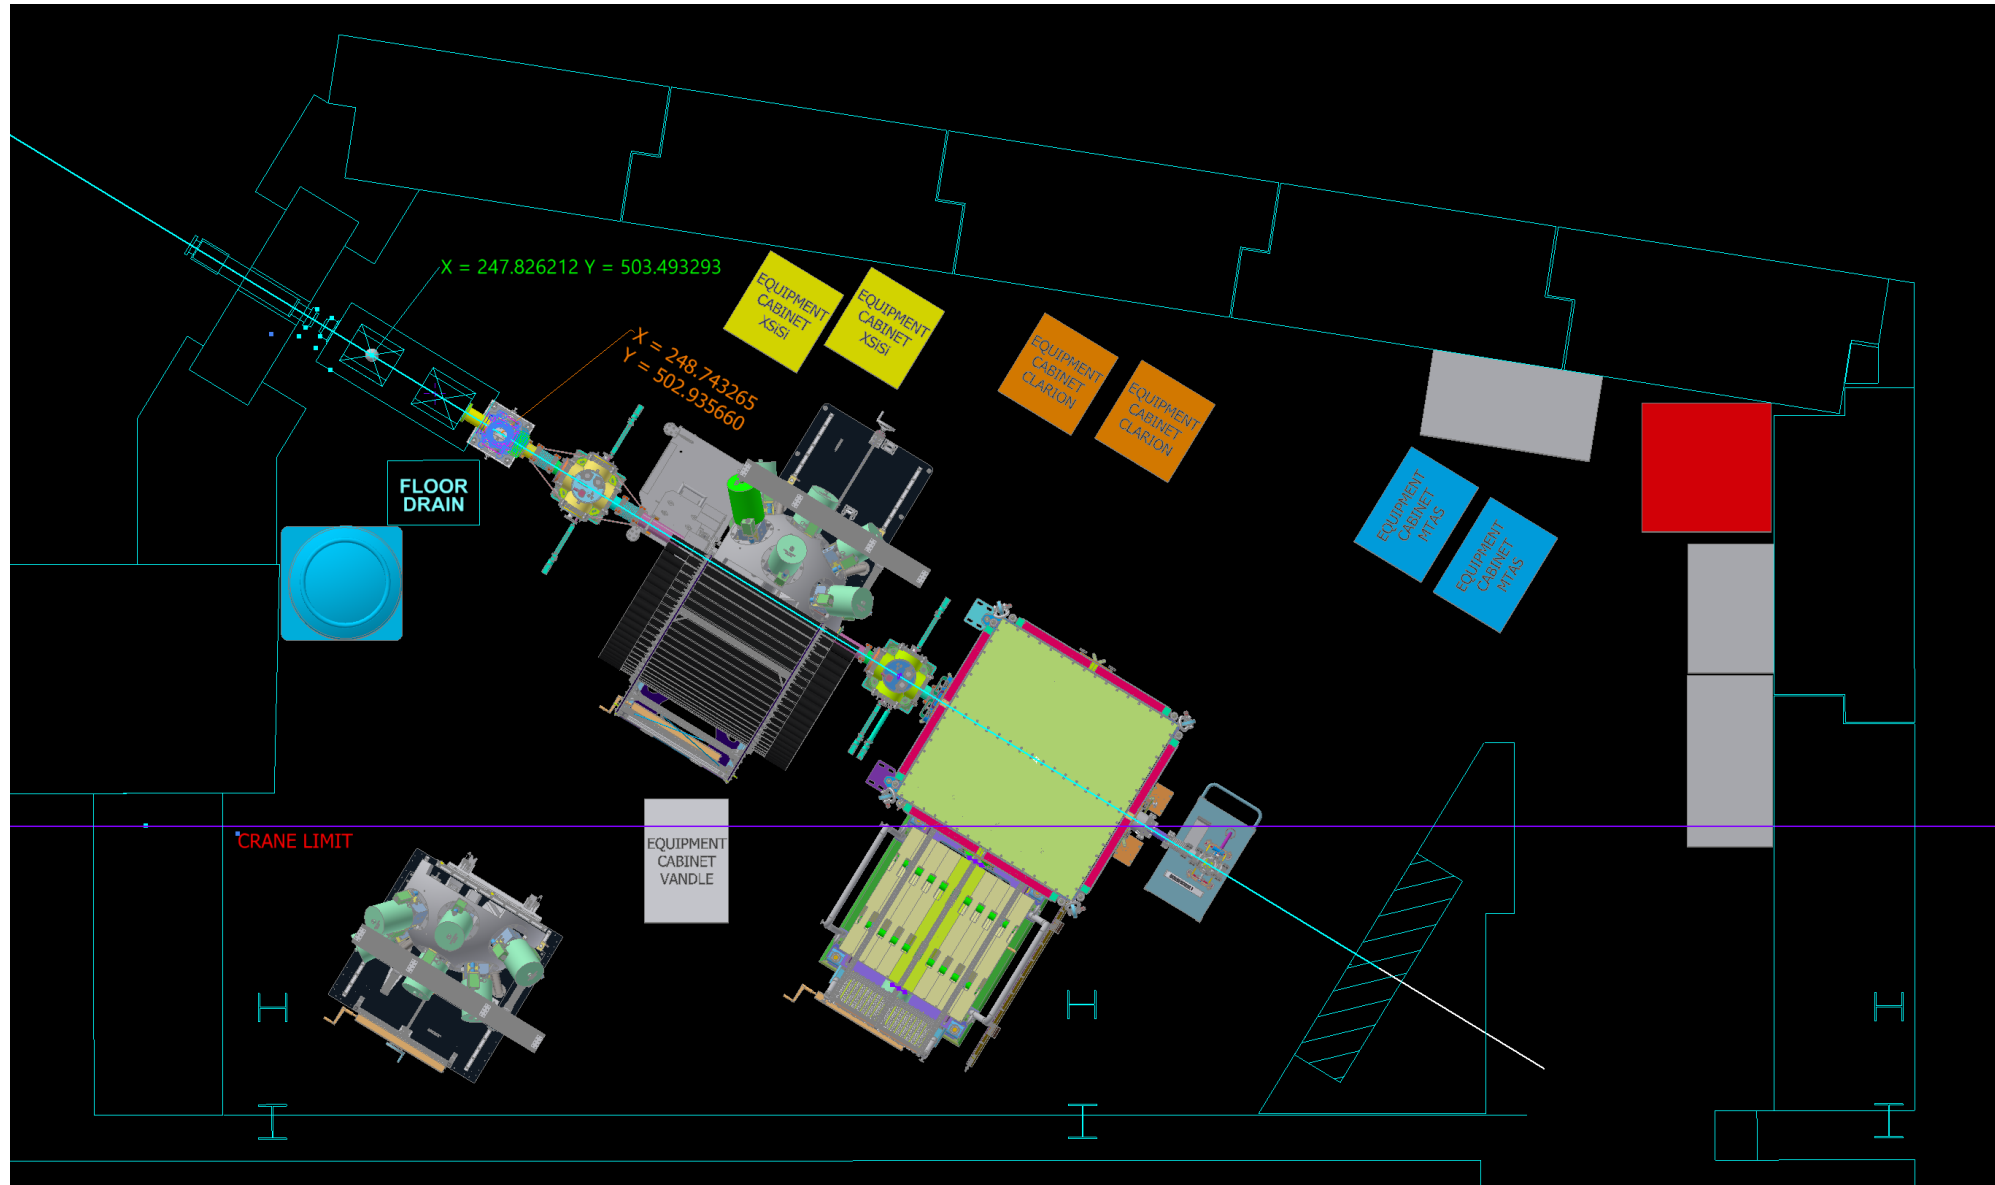 X = 247.826212 Y = 503.493293
X = 248.743265
Y = 502.935660
EQUIPMENT
CABINET
XSiSi
EQUIPMENT
CABINET
XSiSi
EQUIPMENT
CABINET
CLARION
EQUIPMENT
CABINET
CLARION
EQUIPMENT
CABINET
MTAS
EQUIPMENT
CABINET
MTAS
FLOOR
DRAIN
CRANE LIMIT
EQUIPMENT
CABINET
VANDLE